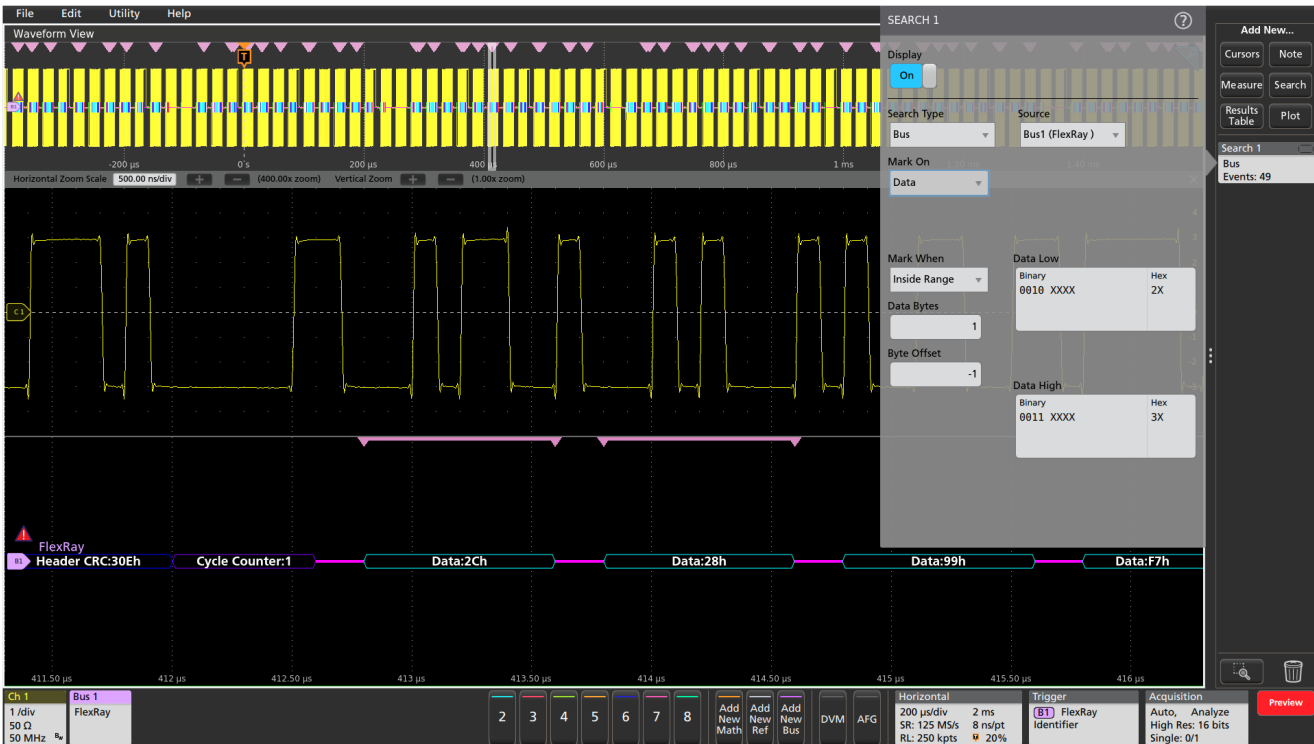 File Edit Utility Help
Waveform View
T
-200 µs 0 s 200 µs 400 µs 600 µs 800 µs 1 ms 1.40 ms
Horizontal Zoom Scale 500.00 ns/div + − (400.00x zoom) Vertical Zoom + − (1.00x zoom)
C 1
FlexRay
B1 Header CRC:30Eh Cycle Counter:1 Data:2Ch Data:28h Data:99h Data:F7h
411.50 µs 412 µs 412.50 µs 413 µs 413.50 µs 414 µs 414.50 µs 415 µs 415.50 µs 416 µs
SEARCH 1 ?
Display
On
Search Type Source
Bus Bus1 (FlexRay )
Mark On
Data
Mark When Data Low
Inside Range Binary Hex
0010 XXXX 2X
Data Bytes
1
Byte Offset
-1
Data High
Binary Hex
0011 XXXX 3X
Add New...
Cursors Note
Measure Search
Results Table Plot
Search 1
Bus
Events: 49
Ch 1
1 /div
50 Ω
50 MHz Bw
Bus 1
FlexRay
2 3 4 5 6 7 8
Add New Math
Add New Ref
Add New Bus
DVM AFG
Horizontal
200 µs/div 2 ms
SR: 125 MS/s 8 ns/pt
RL: 250 kpts T 20%
Trigger
B1 FlexRay
Identifier
Acquisition
Auto, Analyze
High Res: 16 bits
Single: 0/1
Preview